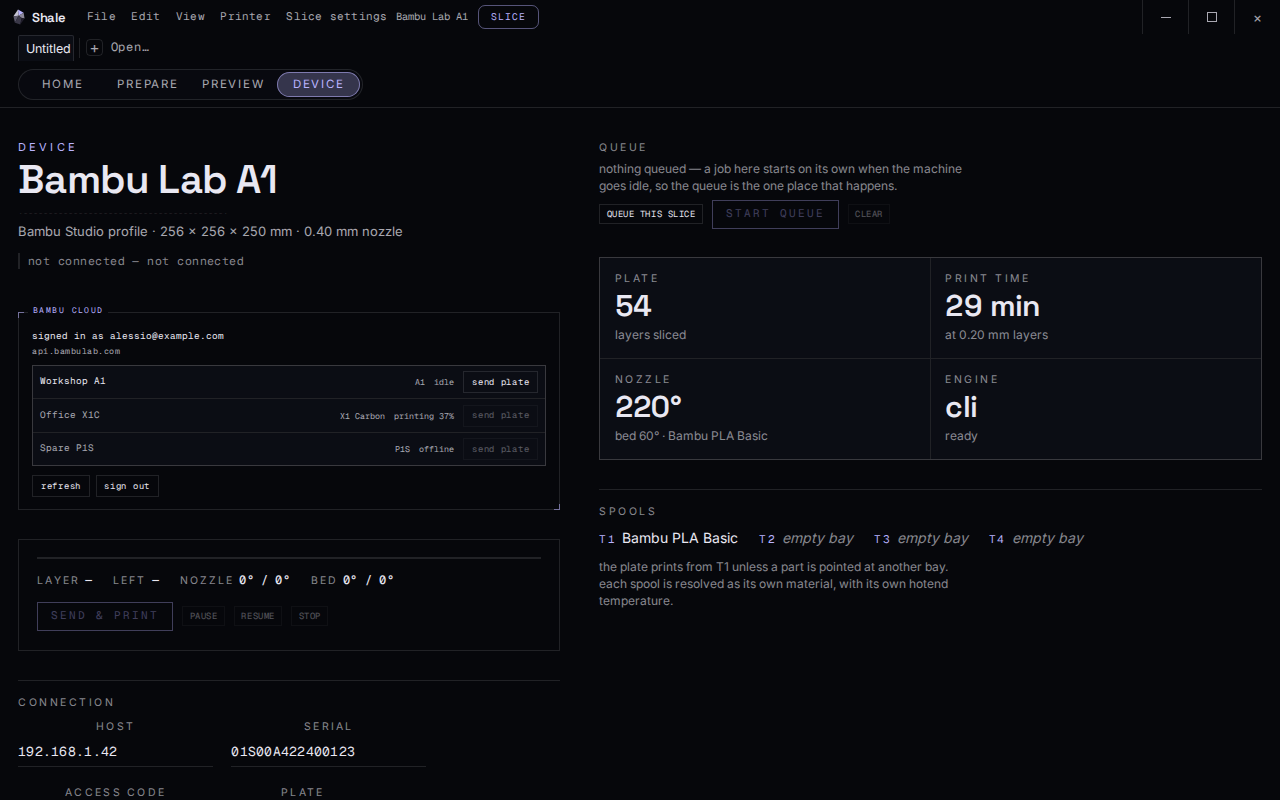 Shale File Edit View Printer Slice settings Bambu Lab A1 SLICE
Untitled + Open…
HOME PREPARE PREVIEW DEVICE
DEVICE
Bambu Lab A1
Bambu Studio profile · 256 × 256 × 250 mm · 0.40 mm nozzle
not connected — not connected
BAMBU CLOUD
signed in as alessio@example.com
api.bambulab.com
Workshop A1 A1 idle send plate
Office X1C X1 Carbon printing 37% send plate
Spare P1S P1S offline send plate
refresh sign out
LAYER — LEFT — NOZZLE 0° / 0° BED 0° / 0°
SEND & PRINT PAUSE RESUME STOP
CONNECTION
HOST SERIAL
192.168.1.42 01S00A422400123
ACCESS CODE PLATE
QUEUE
nothing queued — a job here starts on its own when the machine
goes idle, so the queue is the one place that happens.
QUEUE THIS SLICE START QUEUE CLEAR
PLATE
54
layers sliced
PRINT TIME
29 min
at 0.20 mm layers
NOZZLE
220°
bed 60° · Bambu PLA Basic
ENGINE
cli
ready
SPOOLS
T1 Bambu PLA Basic T2 empty bay T3 empty bay T4 empty bay
the plate prints from T1 unless a part is pointed at another bay.
each spool is resolved as its own material, with its own hotend
temperature.